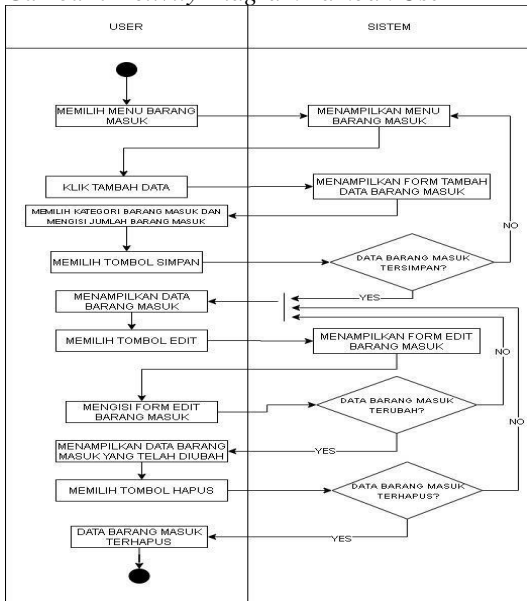 USER
SISTEM
MEMILIH MENU BARANG
MASUK
MENAMPILKAN MENU
BARANG MASUK
KLIK TAMBAH DATA
MENAMPILKAN FORM TAMBAH
DATA BARANG MASUK
MEMILIH KATEGORI BARANG MASUK DAN
MENGISI JUMLAH BARANG MASUK
NO
MEMILIH TOMBOL SIMPAN
DATA BARANG MASUK
TERSIMPAN?
YES
MENAMPILKAN DATA
BARANG MASUK
MEMILIH TOMBOL EDIT
MENAMPILKAN FORM EDIT
BARANG MASUK
NO
MENGISI FORM EDIT
BARANG MASUK
DATA BARANG MASUK
TERUBAH?
NO
YES
MENAMPILKAN DATA BARANG
MASUK YANG TELAH DIUBAH
MEMILIH TOMBOL HAPUS
DATA BARANG MASUK
TERHAPUS?
DATA BARANG MASUK
TERHAPUS
YES